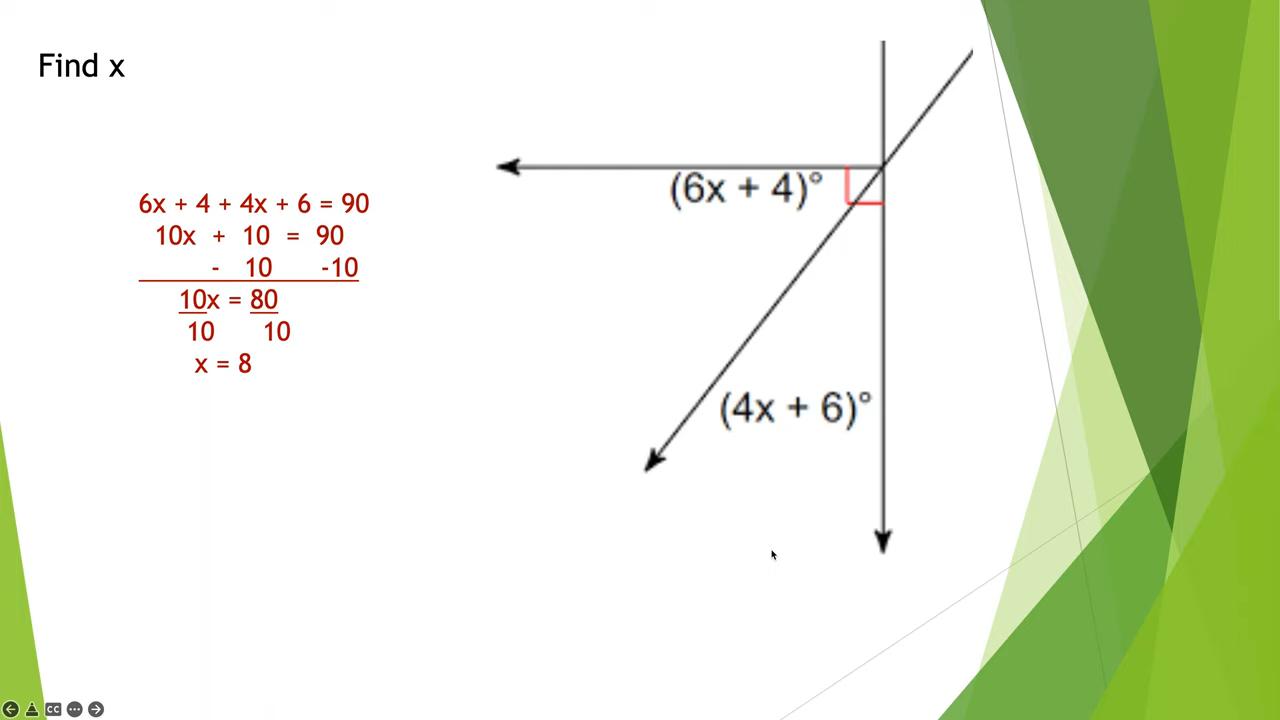 Find x
6x + 4 + 4x + 6 = 90
10x + 10 = 90
- 10 -10
10x = 80
10 10
x = 8
(6x + 4)°
(4x + 6)°
CC